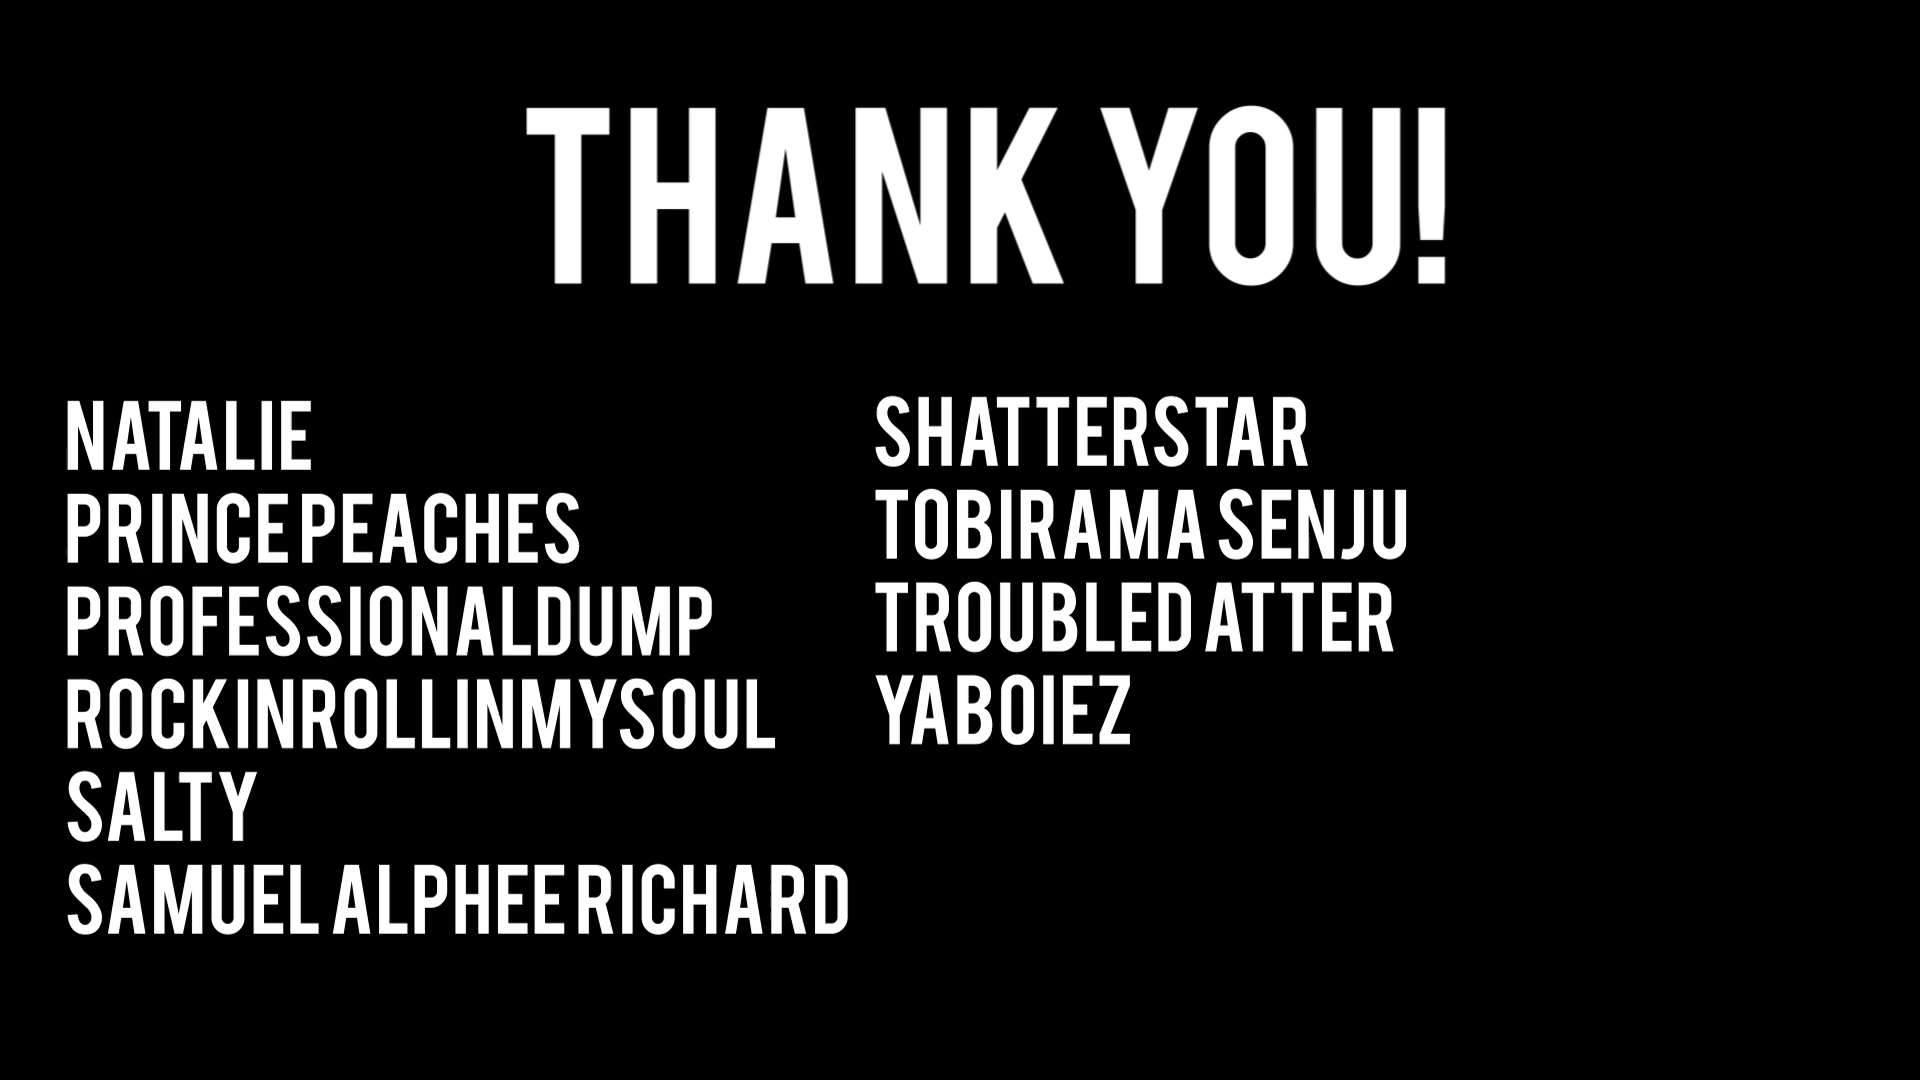 THANK YOU!
NATALIE
PRINCE PEACHES
PROFESSIONALDUMP
ROCKINROLLINMYSOUL
SALTY
SAMUEL ALPHEE RICHARD
SHATTERSTAR
TOBIRAMA SENJU
TROUBLED ATTER
YABOIEZ